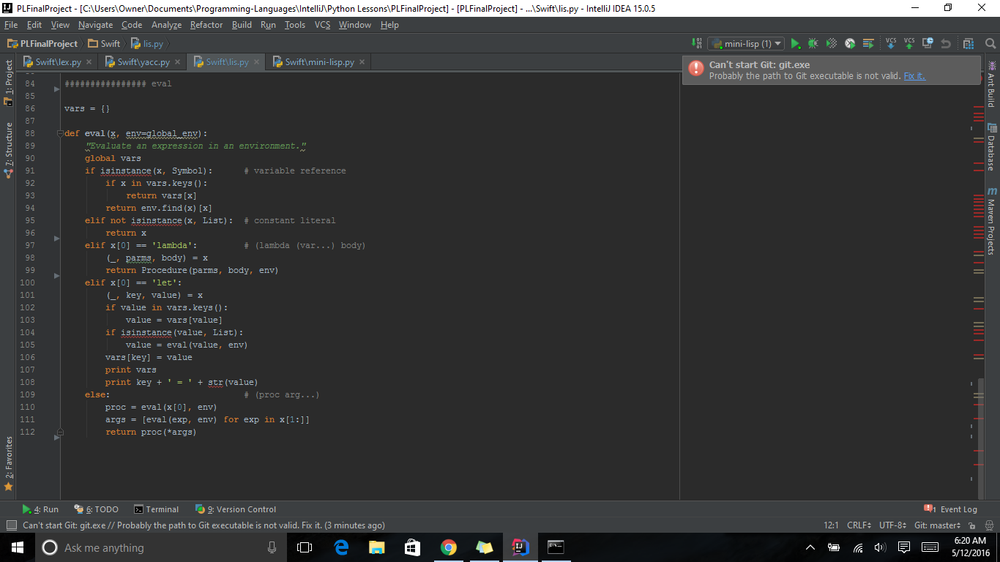 PLFinalProject - [C:\Users\Owner\Documents\Programming-Languages\IntelliJ\Python Lessons\PLFinalProject] - [PLFinalProject] - ...\Swift\lis.py - IntelliJ IDEA 15.0.5
File Edit View Navigate Code Analyze Refactor Build Run Tools VCS Window Help
PLFinalProject Swift lis.py mini-lisp (1) VCS VCS
Swift\lex.py Swift\yacc.py Swift\lis.py Swift\mini-lisp.py
Can't start Git: git.exe
Probably the path to Git executable is not valid. Fix it.
1: Project
7: Structure
2: Favorites
Ant Build
Database
Maven Projects
84 ################ eval
85
86 vars = {}
87
88 def eval(x, env=global_env):
89 "Evaluate an expression in an environment."
90 global vars
91 if isinstance(x, Symbol): # variable reference
92 if x in vars.keys():
93 return vars[x]
94 return env.find(x)[x]
95 elif not isinstance(x, List): # constant literal
96 return x
97 elif x[0] == 'lambda': # (lambda (var...) body)
98 (_, parms, body) = x
99 return Procedure(parms, body, env)
100 elif x[0] == 'let':
101 (_, key, value) = x
102 if value in vars.keys():
103 value = vars[value]
104 if isinstance(value, List):
105 value = eval(value, env)
106 vars[key] = value
107 print vars
108 print key + ' = ' + str(value)
109 else: # (proc arg...)
110 proc = eval(x[0], env)
111 args = [eval(exp, env) for exp in x[1:]]
112 return proc(*args)
4: Run 6: TODO Terminal 9: Version Control 1 Event Log
Can't start Git: git.exe // Probably the path to Git executable is not valid. Fix it. (3 minutes ago) 12:1 CRLF UTF-8 Git: master
Ask me anything
6:20 AM
5/12/2016